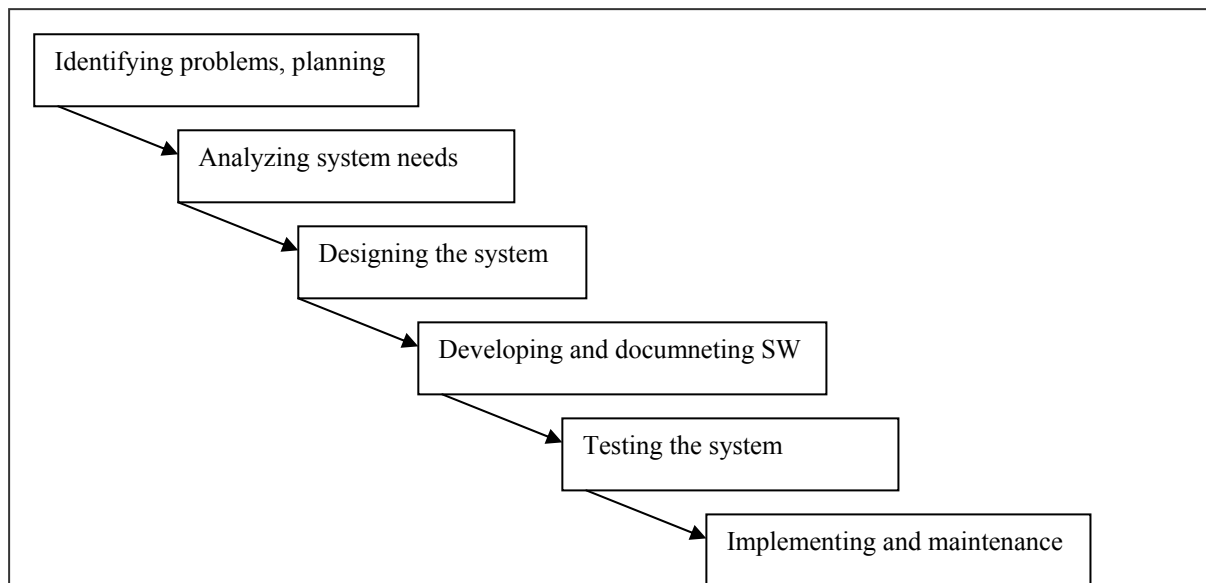 Identifying problems, planning
Analyzing system needs
Designing the system
Developing and documneting SW
Testing the system
Implementing and maintenance